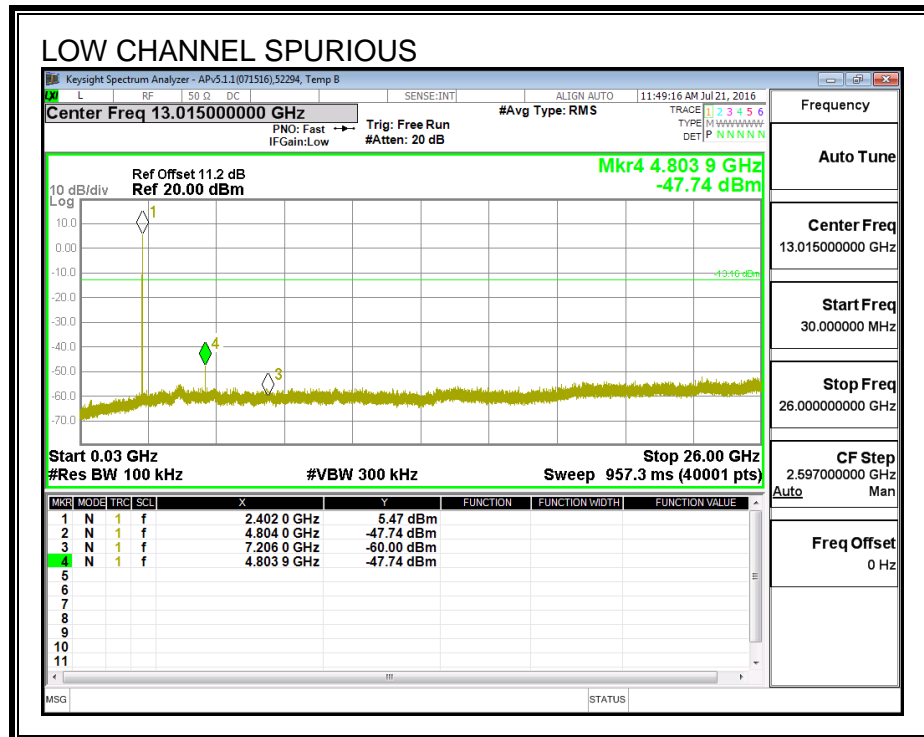 LOW CHANNEL SPURIOUS
Keysight Spectrum Analyzer - APv5.1.1(071516),52294, Temp B
LXI L RF 50 Ω DC SENSE:INT ALIGN AUTO 11:49:16 AM Jul 21, 2016
Center Freq 13.015000000 GHz #Avg Type: RMS TRACE 1 2 3 4 5 6
PNO: Fast Trig: Free Run TYPE M WWWWW
IFGain:Low #Atten: 20 dB DET P N N N N N
Frequency
Auto Tune
Center Freq
13.015000000 GHz
Start Freq
30.000000 MHz
Stop Freq
26.000000000 GHz
CF Step
2.597000000 GHz
Auto Man
Freq Offset
0 Hz
Mkr4 4.803 9 GHz
-47.74 dBm
Ref Offset 11.2 dB
10 dB/div Ref 20.00 dBm
Log
10.0
0.00
-10.0
-20.0
-30.0
-40.0
-50.0
-60.0
-70.0
1
4
3
-13.16 dBm
Start 0.03 GHz Stop 26.00 GHz
#Res BW 100 kHz #VBW 300 kHz Sweep 957.3 ms (40001 pts)
MKR MODE TRC SCL X Y FUNCTION FUNCTION WIDTH FUNCTION VALUE
1 N 1 f 2.402 0 GHz 5.47 dBm
2 N 1 f 4.804 0 GHz -47.74 dBm
3 N 1 f 7.206 0 GHz -60.00 dBm
4 N 1 f 4.803 9 GHz -47.74 dBm
5
6
7
8
9
10
11
MSG STATUS